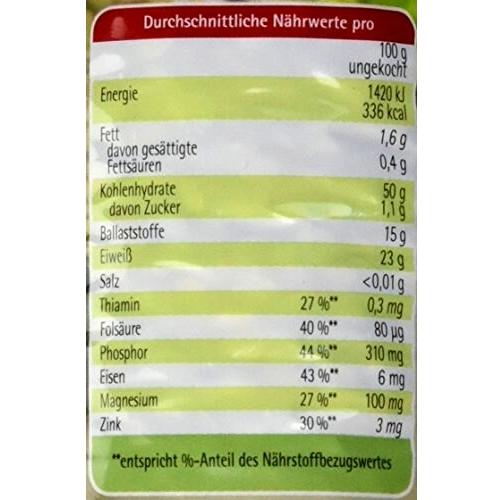 Durchschnittliche Nährwerte pro
100 g
ungekocht
Energie 1420 kJ
336 kcal
Fett 1,6 g
davon gesättigte
Fettsäuren 0,4 g
Kohlenhydrate 50 g
davon Zucker 1,1 g
Ballaststoffe 15 g
Eiweiß 23 g
Salz <0,01 g
Thiamin 27 %** 0,3 mg
Folsäure 40 %** 80 µg
Phosphor 44 %** 310 mg
Eisen 43 %** 6 mg
Magnesium 27 %** 100 mg
Zink 30 %** 3 mg
**entspricht %-Anteil des Nährstoffbezugswertes